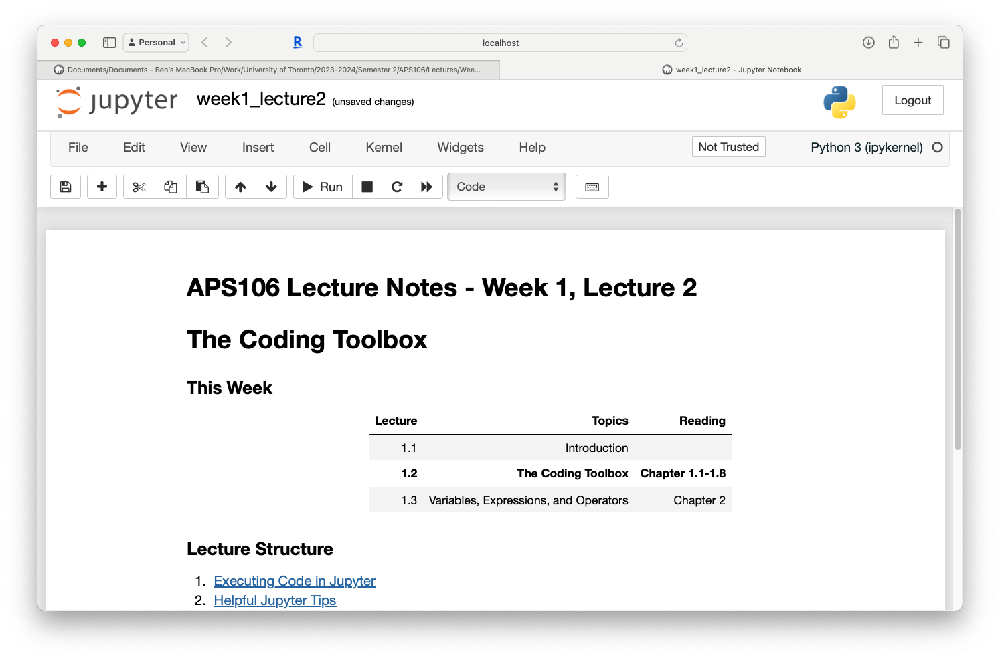 Personal
R
localhost
Documents/Documents - Ben's MacBook Pro/Work/University of Toronto/2023-2024/Semester 2/APS106/Lectures/Wee...
week1_lecture2 - Jupyter Notebook
jupyter week1_lecture2 (unsaved changes)
Logout
File Edit View Insert Cell Kernel Widgets Help Not Trusted Python 3 (ipykernel)
Run Code
APS106 Lecture Notes - Week 1, Lecture 2
The Coding Toolbox
This Week
Lecture Topics Reading
1.1 Introduction
1.2 The Coding Toolbox Chapter 1.1-1.8
1.3 Variables, Expressions, and Operators Chapter 2
Lecture Structure
1. Executing Code in Jupyter
2. Helpful Jupyter Tips